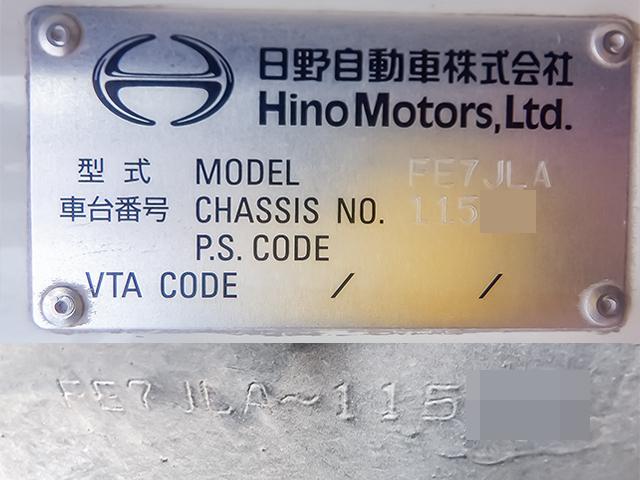 日野自動車株式会社
Hino Motors, Ltd.
型式 MODEL FE7JLA
車台番号 CHASSIS NO. 115
P.S. CODE
VTA CODE / /
FE7JLA~115